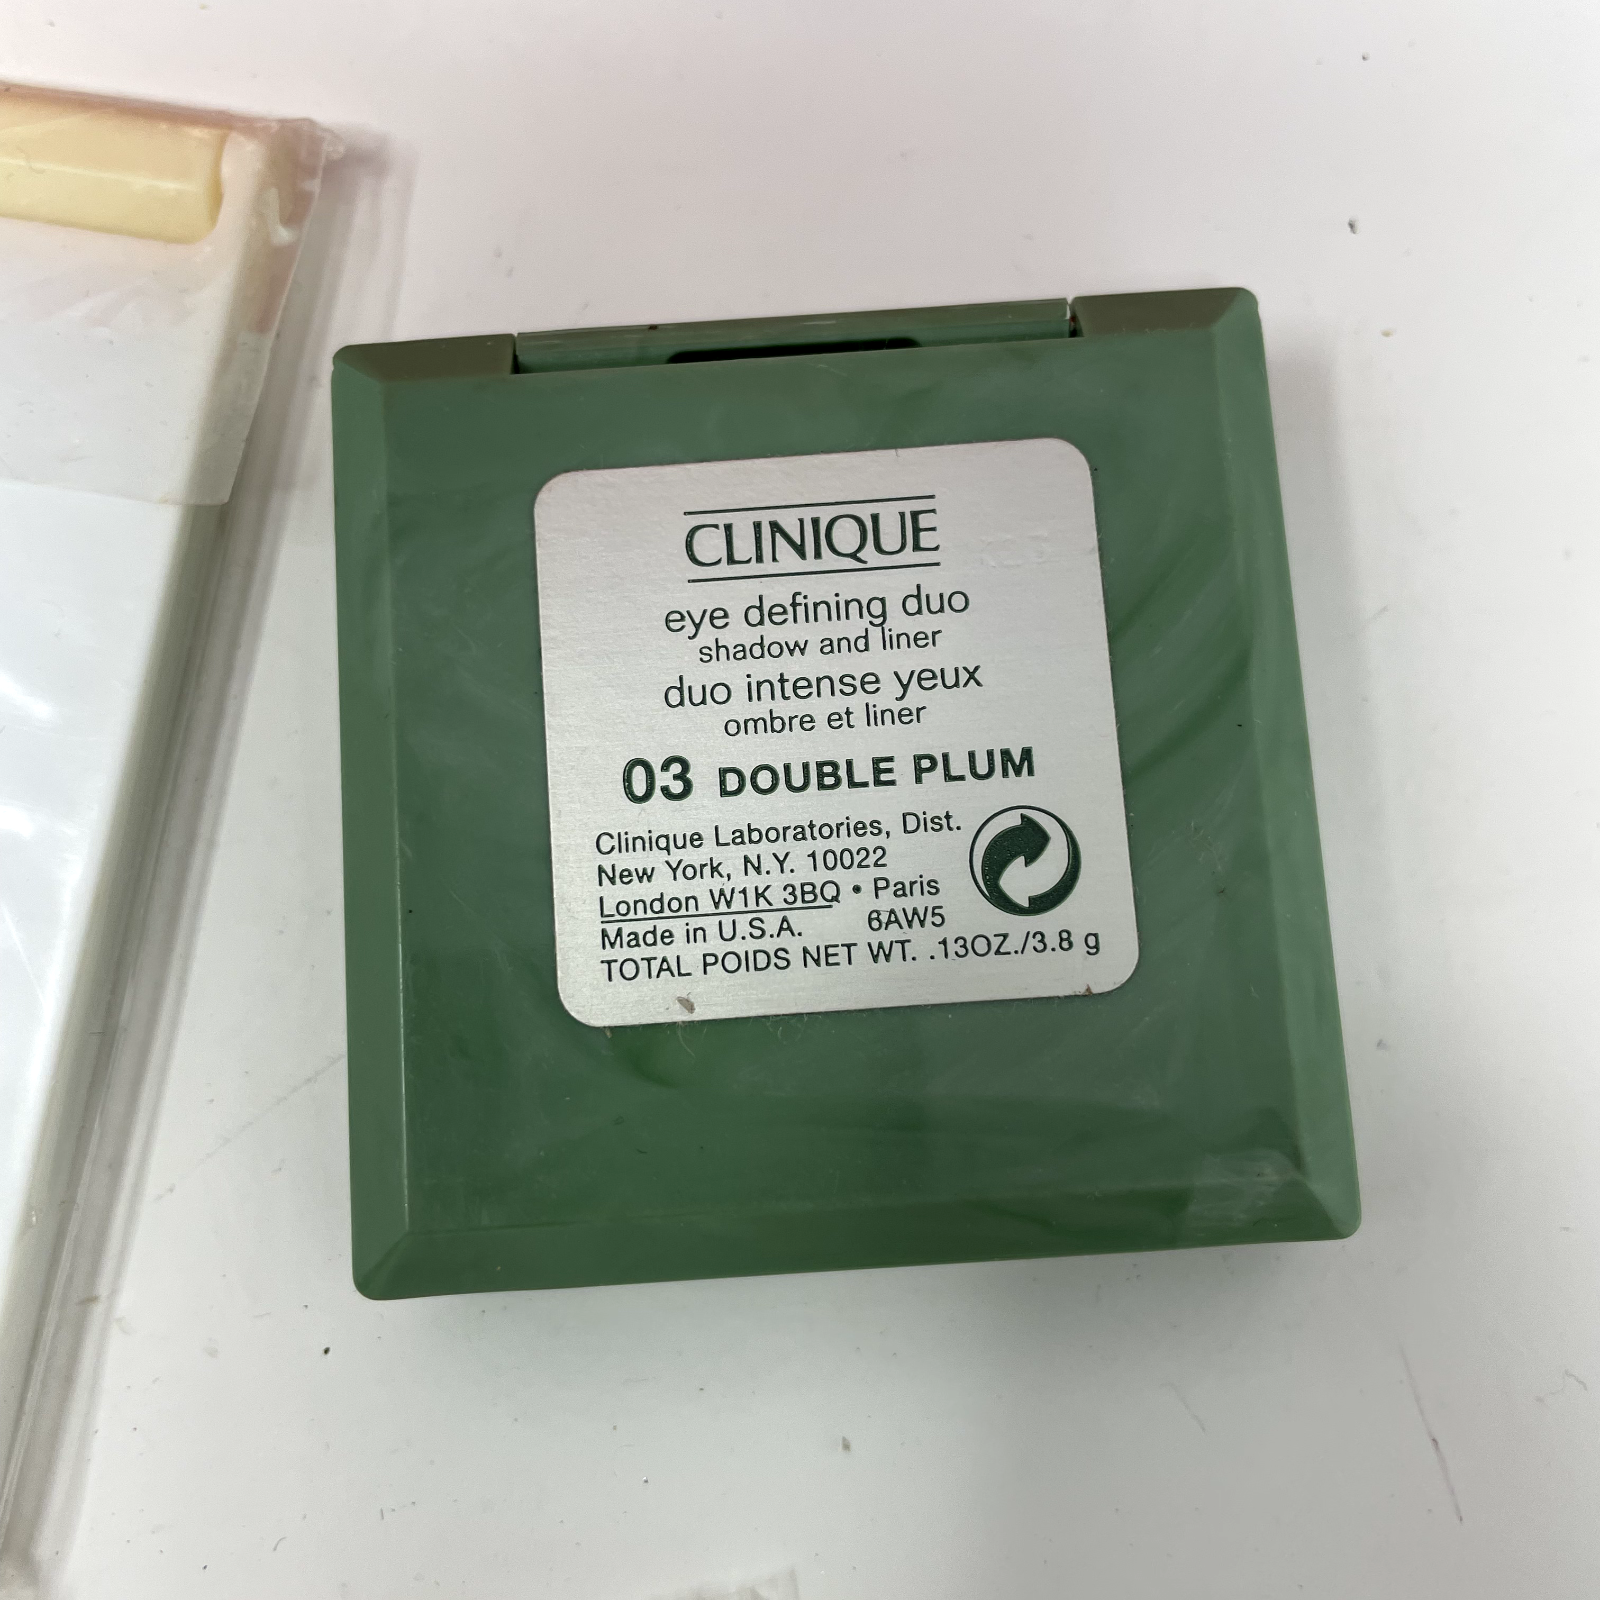 CLINIQUE
eye defining duo
shadow and liner
duo intense yeux
ombre et liner
03 DOUBLE PLUM
Clinique Laboratories, Dist.
New York, N.Y. 10022
London W1K 3BQ • Paris
Made in U.S.A. 6AW5
TOTAL POIDS NET WT. .13OZ./3.8 g